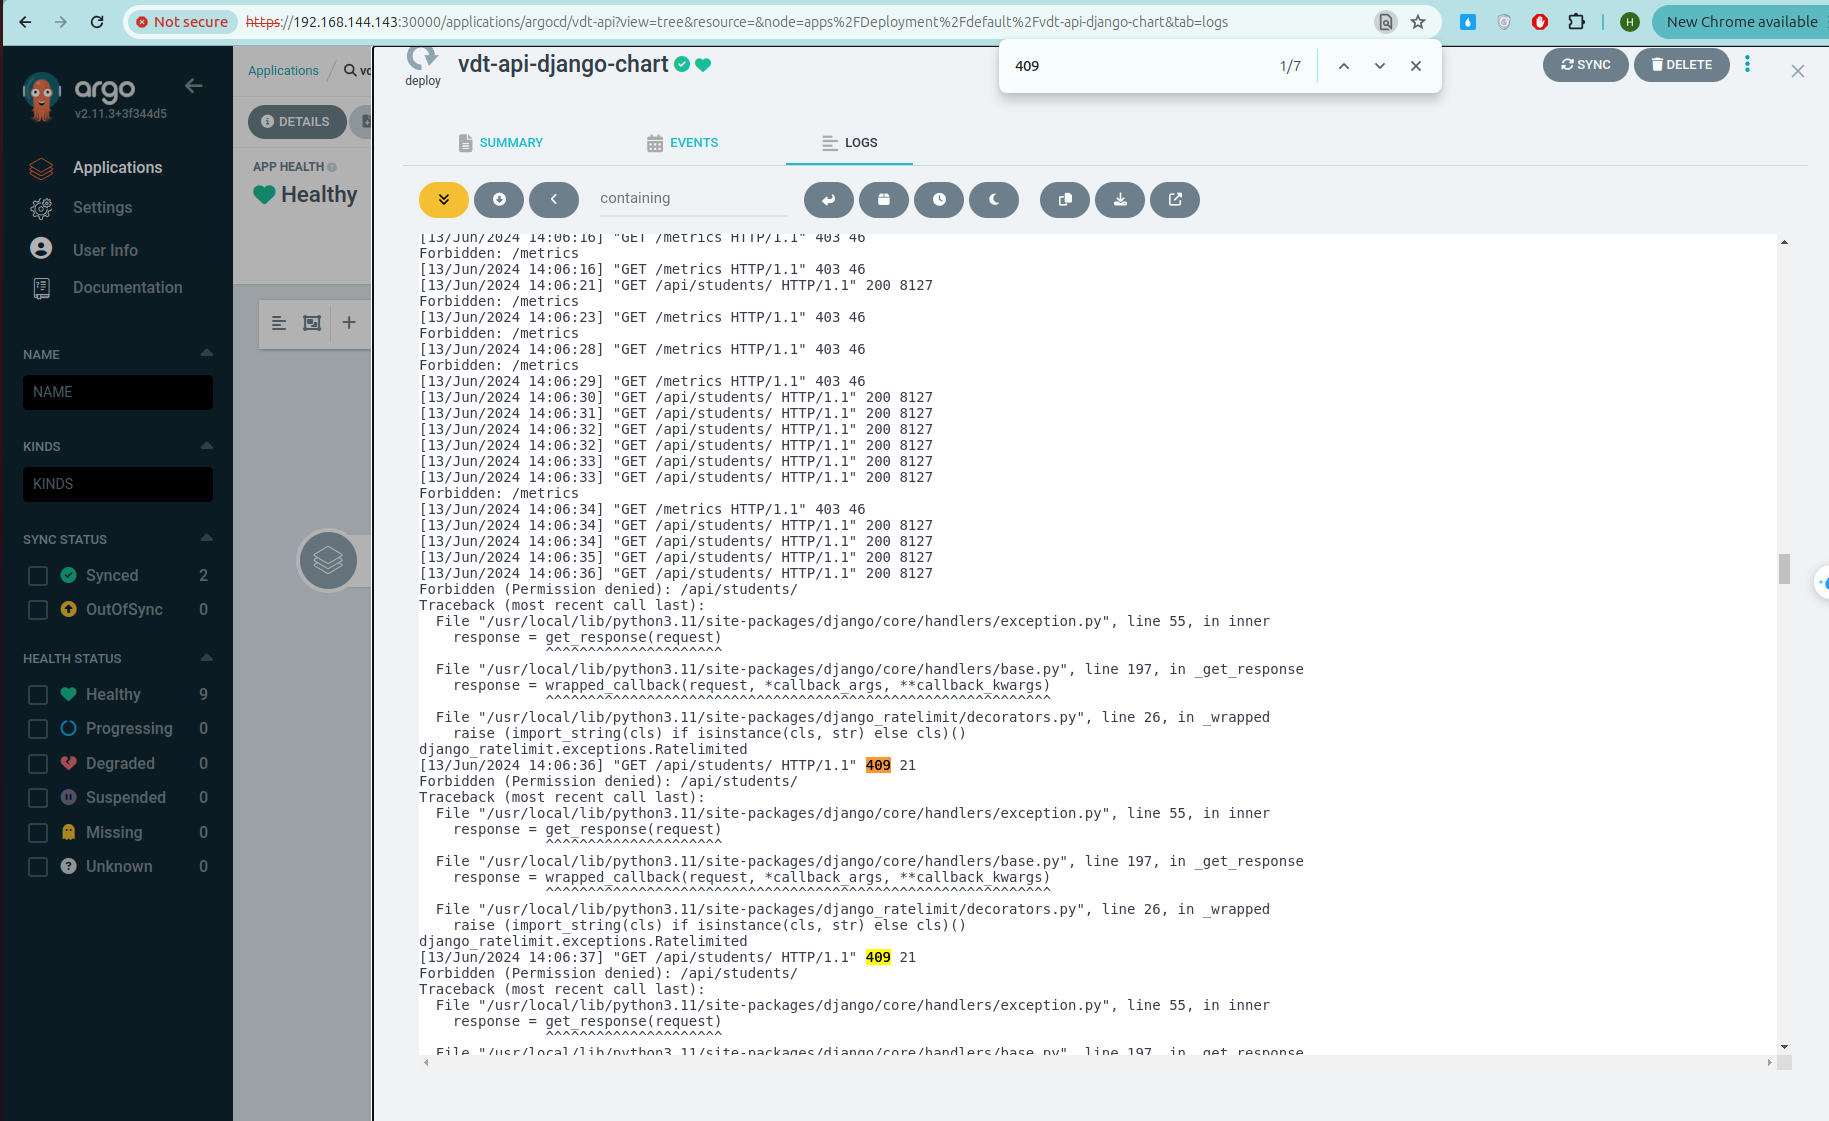 Not secure
https://192.168.144.143:30000/applications/argocd/vdt-api?view=tree&resource=&node=apps%2FDeployment%2Fdefault%2Fvdt-api-django-chart&tab=logs
H
New Chrome available
409
1/7
argo
v2.11.3+3f344d5
Applications
Settings
User Info
Documentation
NAME
NAME
KINDS
KINDS
SYNC STATUS
Synced 2
OutOfSync 0
HEALTH STATUS
Healthy 9
Progressing 0
Degraded 0
Suspended 0
Missing 0
Unknown 0
Applications
DETAILS
APP HEALTH
Healthy
deploy
vdt-api-django-chart
SYNC
DELETE
SUMMARY
EVENTS
LOGS
containing
[13/Jun/2024 14:06:16] "GET /metrics HTTP/1.1" 403 46
Forbidden: /metrics
[13/Jun/2024 14:06:16] "GET /metrics HTTP/1.1" 403 46
[13/Jun/2024 14:06:21] "GET /api/students/ HTTP/1.1" 200 8127
Forbidden: /metrics
[13/Jun/2024 14:06:23] "GET /metrics HTTP/1.1" 403 46
Forbidden: /metrics
[13/Jun/2024 14:06:28] "GET /metrics HTTP/1.1" 403 46
Forbidden: /metrics
[13/Jun/2024 14:06:29] "GET /metrics HTTP/1.1" 403 46
[13/Jun/2024 14:06:30] "GET /api/students/ HTTP/1.1" 200 8127
[13/Jun/2024 14:06:31] "GET /api/students/ HTTP/1.1" 200 8127
[13/Jun/2024 14:06:32] "GET /api/students/ HTTP/1.1" 200 8127
[13/Jun/2024 14:06:32] "GET /api/students/ HTTP/1.1" 200 8127
[13/Jun/2024 14:06:33] "GET /api/students/ HTTP/1.1" 200 8127
[13/Jun/2024 14:06:33] "GET /api/students/ HTTP/1.1" 200 8127
Forbidden: /metrics
[13/Jun/2024 14:06:34] "GET /metrics HTTP/1.1" 403 46
[13/Jun/2024 14:06:34] "GET /api/students/ HTTP/1.1" 200 8127
[13/Jun/2024 14:06:34] "GET /api/students/ HTTP/1.1" 200 8127
[13/Jun/2024 14:06:35] "GET /api/students/ HTTP/1.1" 200 8127
[13/Jun/2024 14:06:36] "GET /api/students/ HTTP/1.1" 200 8127
Forbidden (Permission denied): /api/students/
Traceback (most recent call last):
File "/usr/local/lib/python3.11/site-packages/django/core/handlers/exception.py", line 55, in inner
response = get_response(request)
^^^^^^^^^^^^^^^^^^^^^
File "/usr/local/lib/python3.11/site-packages/django/core/handlers/base.py", line 197, in _get_response
response = wrapped_callback(request, *callback_args, **callback_kwargs)
^^^^^^^^^^^^^^^^^^^^^^^^^^^^^^^^^^^^^^^^^^^^^^^^^^^^^^^^^^^^
File "/usr/local/lib/python3.11/site-packages/django_ratelimit/decorators.py", line 26, in _wrapped
raise (import_string(cls) if isinstance(cls, str) else cls)()
django_ratelimit.exceptions.Ratelimited
[13/Jun/2024 14:06:36] "GET /api/students/ HTTP/1.1" 409 21
Forbidden (Permission denied): /api/students/
Traceback (most recent call last):
File "/usr/local/lib/python3.11/site-packages/django/core/handlers/exception.py", line 55, in inner
response = get_response(request)
^^^^^^^^^^^^^^^^^^^^^
File "/usr/local/lib/python3.11/site-packages/django/core/handlers/base.py", line 197, in _get_response
response = wrapped_callback(request, *callback_args, **callback_kwargs)
^^^^^^^^^^^^^^^^^^^^^^^^^^^^^^^^^^^^^^^^^^^^^^^^^^^^^^^^^^^^
File "/usr/local/lib/python3.11/site-packages/django_ratelimit/decorators.py", line 26, in _wrapped
raise (import_string(cls) if isinstance(cls, str) else cls)()
django_ratelimit.exceptions.Ratelimited
[13/Jun/2024 14:06:37] "GET /api/students/ HTTP/1.1" 409 21
Forbidden (Permission denied): /api/students/
Traceback (most recent call last):
File "/usr/local/lib/python3.11/site-packages/django/core/handlers/exception.py", line 55, in inner
response = get_response(request)
^^^^^^^^^^^^^^^^^^^^^
File "/usr/local/lib/python3.11/site-packages/django/core/handlers/base.py", line 197, in _get_response